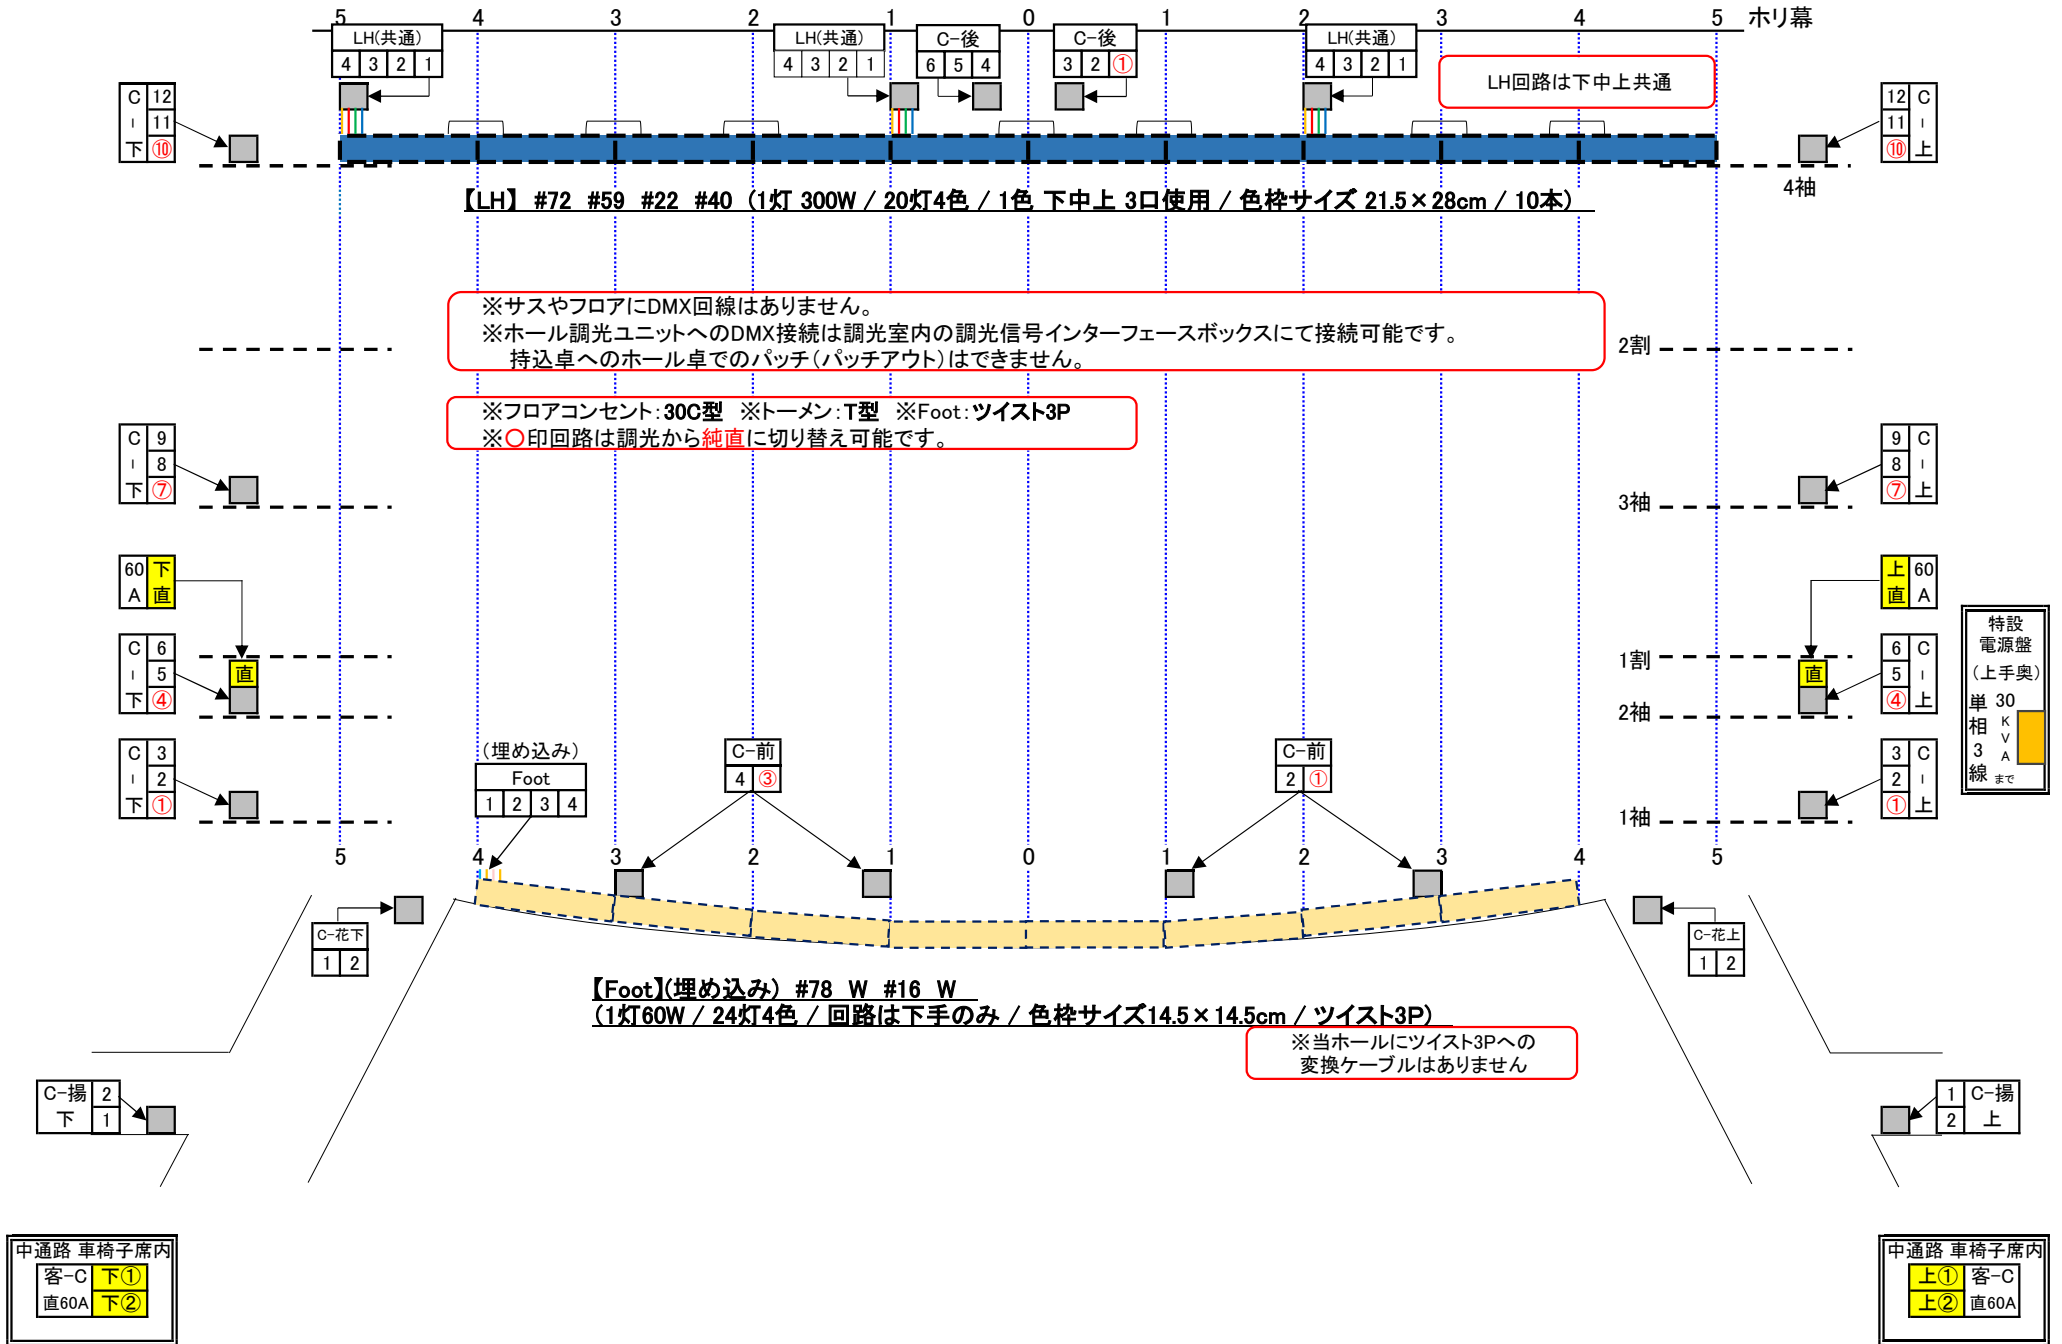 5 4 3 2 1 0 1 2 3 4 5 ホリ幕
LH(共通)
4 3 2 1
LH(共通)
4 3 2 1
C-後
6 5 4
C-後
3 2 ①
LH(共通)
4 3 2 1
LH回路は下中上共通
C-下
12
11
⑩
12
11
⑩
C-上
4袖
【LH】 #72 #59 #22 #40 (1灯 300W / 20灯4色 / 1色 下中上 3口使用 / 色枠サイズ 21.5×28cm / 10本)
※サスやフロアにDMX回線はありません。
※ホール調光ユニットへのDMX接続は調光室内の調光信号インターフェースボックスにて接続可能です。
持込卓へのホール卓でのパッチ(パッチアウト)はできません。
2割
※フロアコンセント:30C型 ※トーメン:T型 ※Foot:ツイスト3P
※〇印回路は調光から純直に切り替え可能です。
C-下
9
8
⑦
9
8
⑦
C-上
3袖
60A
下直
上直
60A
直
直
1割
C-下
6
5
④
6
5
④
C-上
2袖
特設
電源盤
(上手奥)
単相3線
30KVAまで
C-下
3
2
①
3
2
①
C-上
1袖
(埋め込み)
Foot
1 2 3 4
C-前
4 ③
C-前
2 ①
5 4 3 2 1 0 1 2 3 4 5
C-花下
1 2
C-花上
1 2
【Foot】(埋め込み) #78 W #16 W
(1灯60W / 24灯4色 / 回路は下手のみ / 色枠サイズ14.5×14.5cm / ツイスト3P)
※当ホールにツイスト3Pへの
変換ケーブルはありません
C-揚 2
下 1
1 C-揚
2 上
中通路 車椅子席内
客-C 下①
直60A 下②
中通路 車椅子席内
上① 客-C
上② 直60A